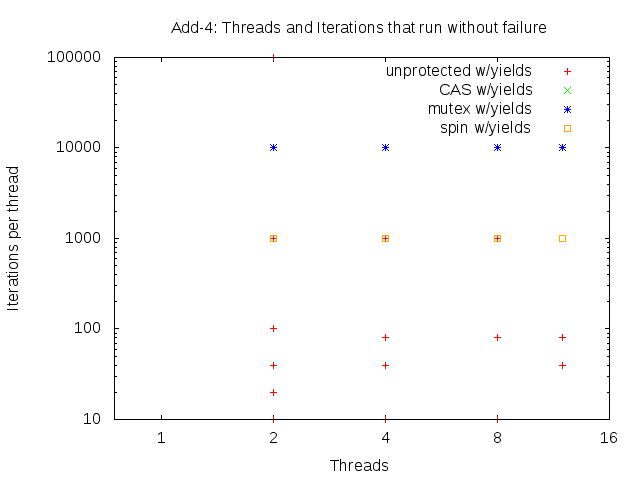 Add-4: Threads and Iterations that run without failure
100000
10000
1000
100
10
Iterations per thread
unprotected w/yields
CAS w/yields
mutex w/yields
spin w/yields
1 2 4 8 16
Threads